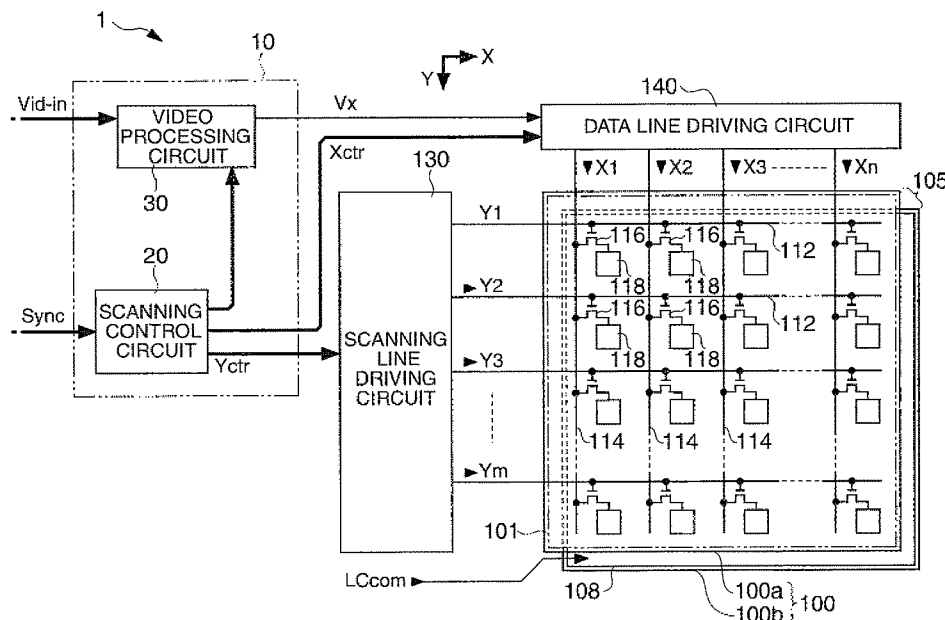 1
10
X
Y
Vid-in
VIDEO
PROCESSING
CIRCUIT
30
Vx
Xctr
140
DATA LINE DRIVING CIRCUIT
X1
X2
X3
Xn
105
130
SCANNING
LINE
DRIVING
CIRCUIT
20
Sync
SCANNING
CONTROL
CIRCUIT
Yctr
Y1
116
116
112
118
118
Y2
116
116
112
118
118
Y3
114
114
114
Ym
101
LCcom
108
100a
100b
100